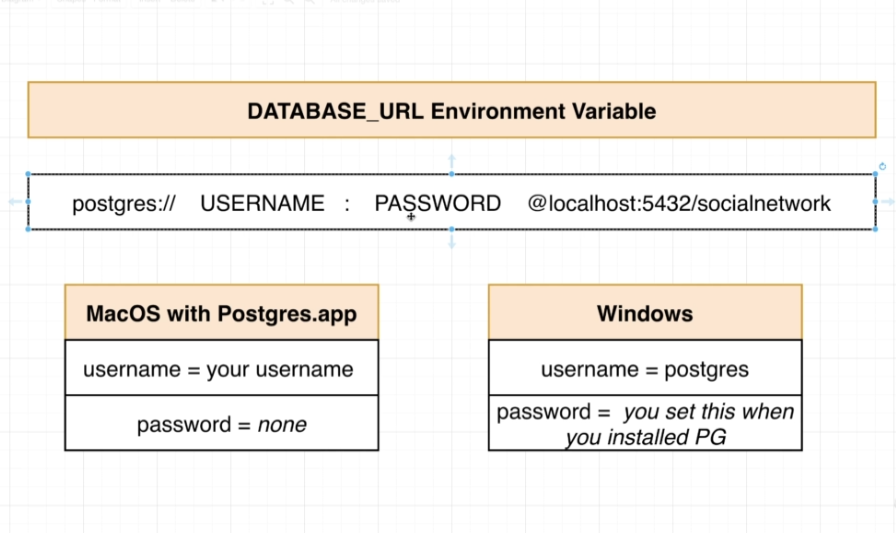 DATABASE_URL Environment Variable
postgres:// USERNAME : PASSWORD @localhost:5432/socialnetwork
MacOS with Postgres.app
username = your username
password = none
Windows
username = postgres
password = you set this when
you installed PG